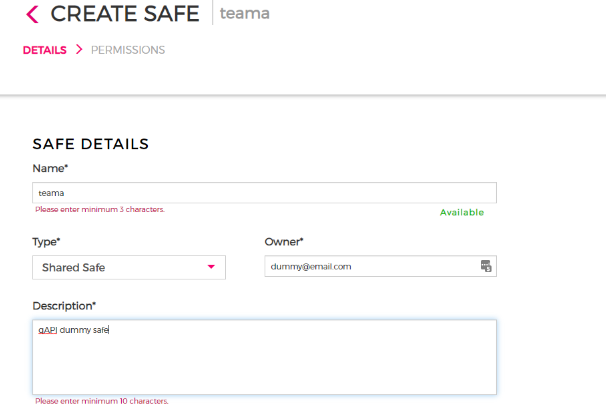 CREATE SAFE teama
DETAILS > PERMISSIONS
SAFE DETAILS
Name*
teama
Please enter minimum 3 characters.
Available
Type* Owner*
Shared Safe dummy@email.com
Description*
qAPI dummy safe
Please enter minimum 10 characters.